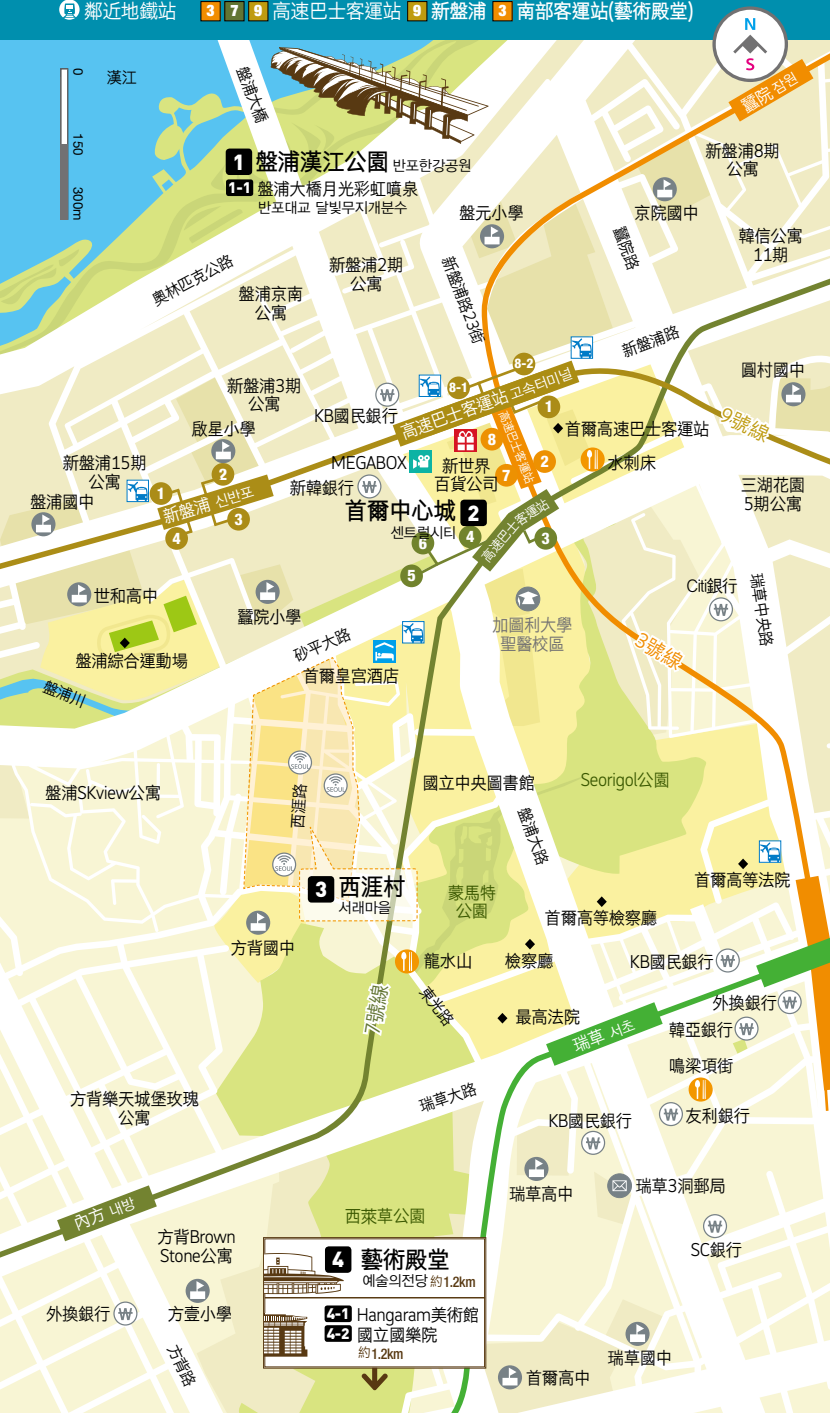 鄰近地鐵站 3 7 9 高速巴士客運站 9 新盤浦 3 南部客運站(藝術殿堂)
N
S
0
150
300m
漢江
盤浦大橋
蠶院 잠원
1 盤浦漢江公園 반포한강공원
1-1 盤浦大橋月光彩虹噴泉
반포대교 달빛무지개분수
新盤浦8期
公寓
京院國中
盤元小學
蠶院路
韓信公寓
11期
奧林匹克公路
新盤浦2期
公寓
新盤浦路23街
盤浦京南
公寓
新盤浦路
8-2
8-1
圓村國中
新盤浦3期
公寓
KB國民銀行
高速巴士客運站 고속터미널
1
9號線
啟星小學
高速巴士客運站
8
首爾高速巴士客運站
新盤浦15期
公寓
MEGABOX
新世界
百貨公司
7
2
水刺床
盤浦國中
1
2
新韓銀行
三湖花園
5期公寓
新盤浦 신반포
3
4
首爾中心城 2
센트럴시티
4
6
5
高速巴士客運站
3
世和高中
蠶院小學
Citi銀行
瑞草中央路
加圖利大學
聖醫校區
盤浦綜合運動場
砂平大路
3號線
首爾皇宮酒店
盤浦川
SEOUL
SEOUL
SEOUL
盤浦SKview公寓
西涯路
國立中央圖書館
Seorigol公園
盤浦大路
3 西涯村
서래마을
首爾高等法院
蒙馬特
公園
首爾高等檢察廳
方背國中
龍水山
檢察廳
KB國民銀行
7號線
東光路
最高法院
外換銀行
瑞草 서초
韓亞銀行
鳴梁項街
方背樂天城堡玫瑰
公寓
瑞草大路
KB國民銀行
友利銀行
瑞草高中
瑞草3洞郵局
內方 내방
西萊草公園
方背Brown
Stone公寓
SC銀行
4 藝術殿堂
예술의전당 約1.2km
4-1 Hangaram美術館
4-2 國立國樂院
約1.2km
外換銀行
方壹小學
方背路
瑞草國中
首爾高中